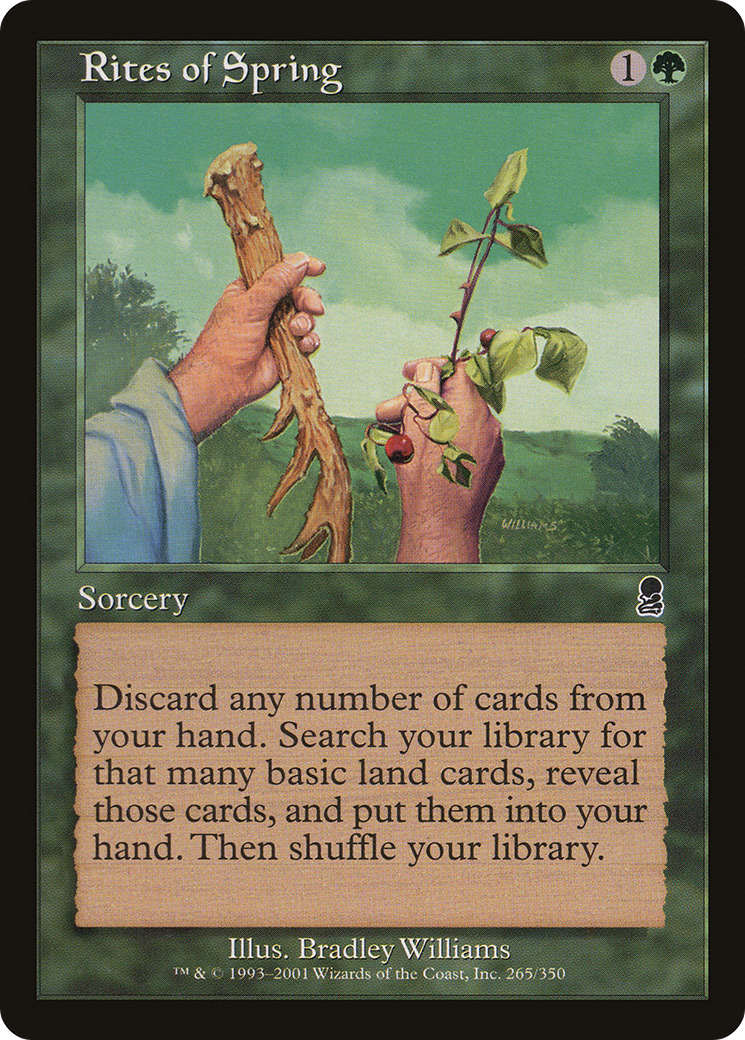 Rites of Spring 1
WILLIAMS
Sorcery
Discard any number of cards from
your hand. Search your library for
that many basic land cards, reveal
those cards, and put them into your
hand. Then shuffle your library.
Illus. Bradley Williams
™ & © 1993–2001 Wizards of the Coast, Inc. 265/350